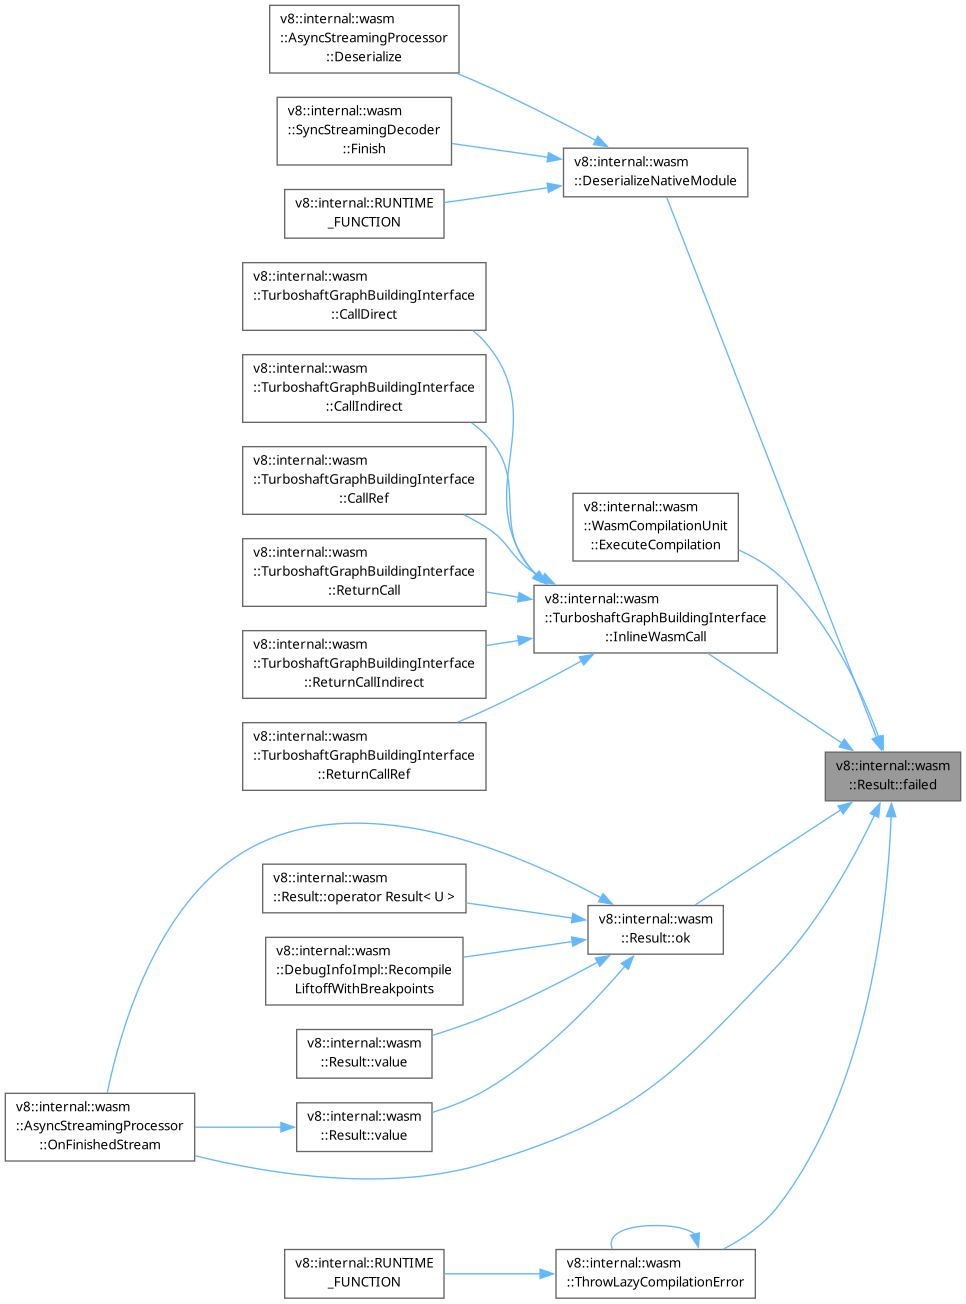 v8::internal::wasm
::AsyncStreamingProcessor
::Deserialize
v8::internal::wasm
::SyncStreamingDecoder
::Finish
v8::internal::wasm
::DeserializeNativeModule
v8::internal::RUNTIME
_FUNCTION
v8::internal::wasm
::TurboshaftGraphBuildingInterface
::CallDirect
v8::internal::wasm
::TurboshaftGraphBuildingInterface
::CallIndirect
v8::internal::wasm
::TurboshaftGraphBuildingInterface
::CallRef
v8::internal::wasm
::WasmCompilationUnit
::ExecuteCompilation
v8::internal::wasm
::TurboshaftGraphBuildingInterface
::ReturnCall
v8::internal::wasm
::TurboshaftGraphBuildingInterface
::InlineWasmCall
v8::internal::wasm
::TurboshaftGraphBuildingInterface
::ReturnCallIndirect
v8::internal::wasm
::TurboshaftGraphBuildingInterface
::ReturnCallRef
v8::internal::wasm
::Result::failed
v8::internal::wasm
::Result::operator Result< U >
v8::internal::wasm
::Result::ok
v8::internal::wasm
::DebugInfoImpl::Recompile
LiftoffWithBreakpoints
v8::internal::wasm
::Result::value
v8::internal::wasm
::AsyncStreamingProcessor
::OnFinishedStream
v8::internal::wasm
::Result::value
v8::internal::RUNTIME
_FUNCTION
v8::internal::wasm
::ThrowLazyCompilationError